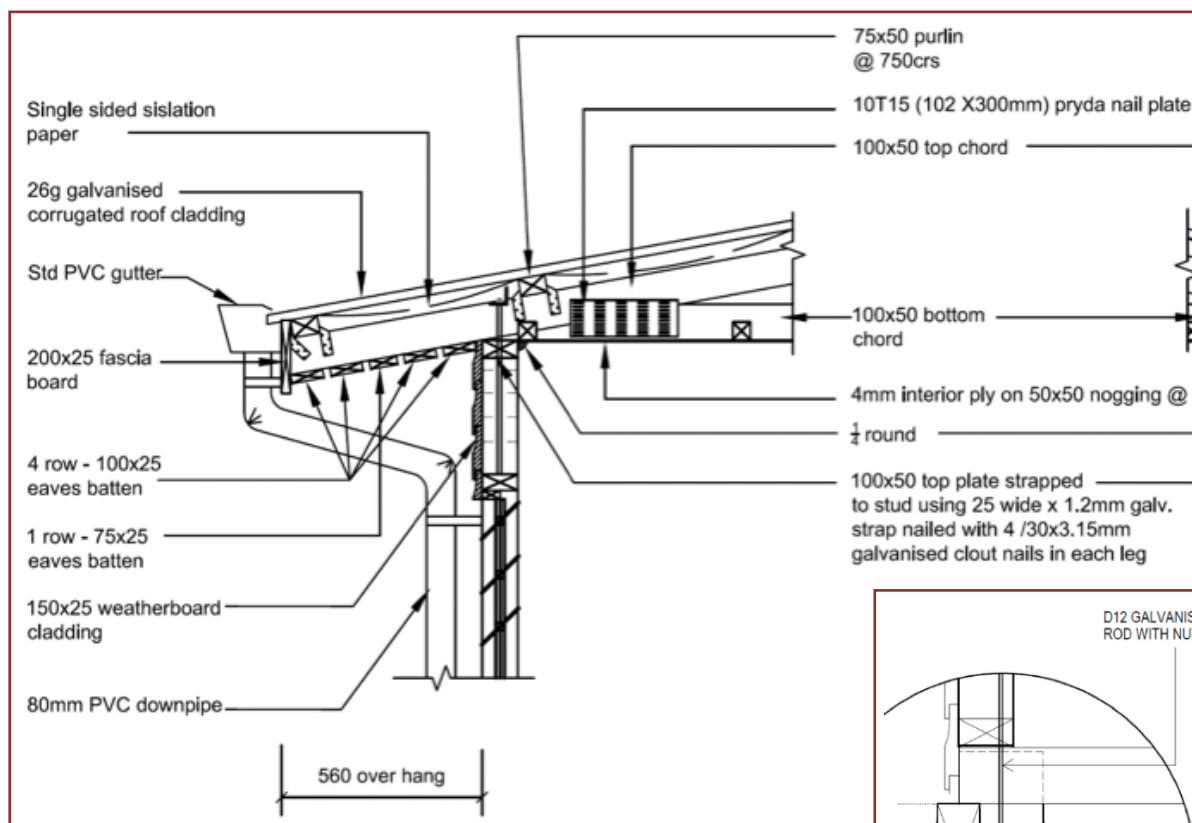 Single sided sislation
paper
26g galvanised
corrugated roof cladding
Std PVC gutter
200x25 fascia
board
4 row - 100x25
eaves batten
1 row - 75x25
eaves batten
150x25 weatherboard
cladding
80mm PVC downpipe
560 over hang
75x50 purlin
@ 750crs
10T15 (102 X300mm) pryda nail plate
100x50 top chord
100x50 bottom
chord
4mm interior ply on 50x50 nogging @
¼ round
100x50 top plate strapped
to stud using 25 wide x 1.2mm galv.
strap nailed with 4 /30x3.15mm
galvanised clout nails in each leg
D12 GALVANIS
ROD WITH NU